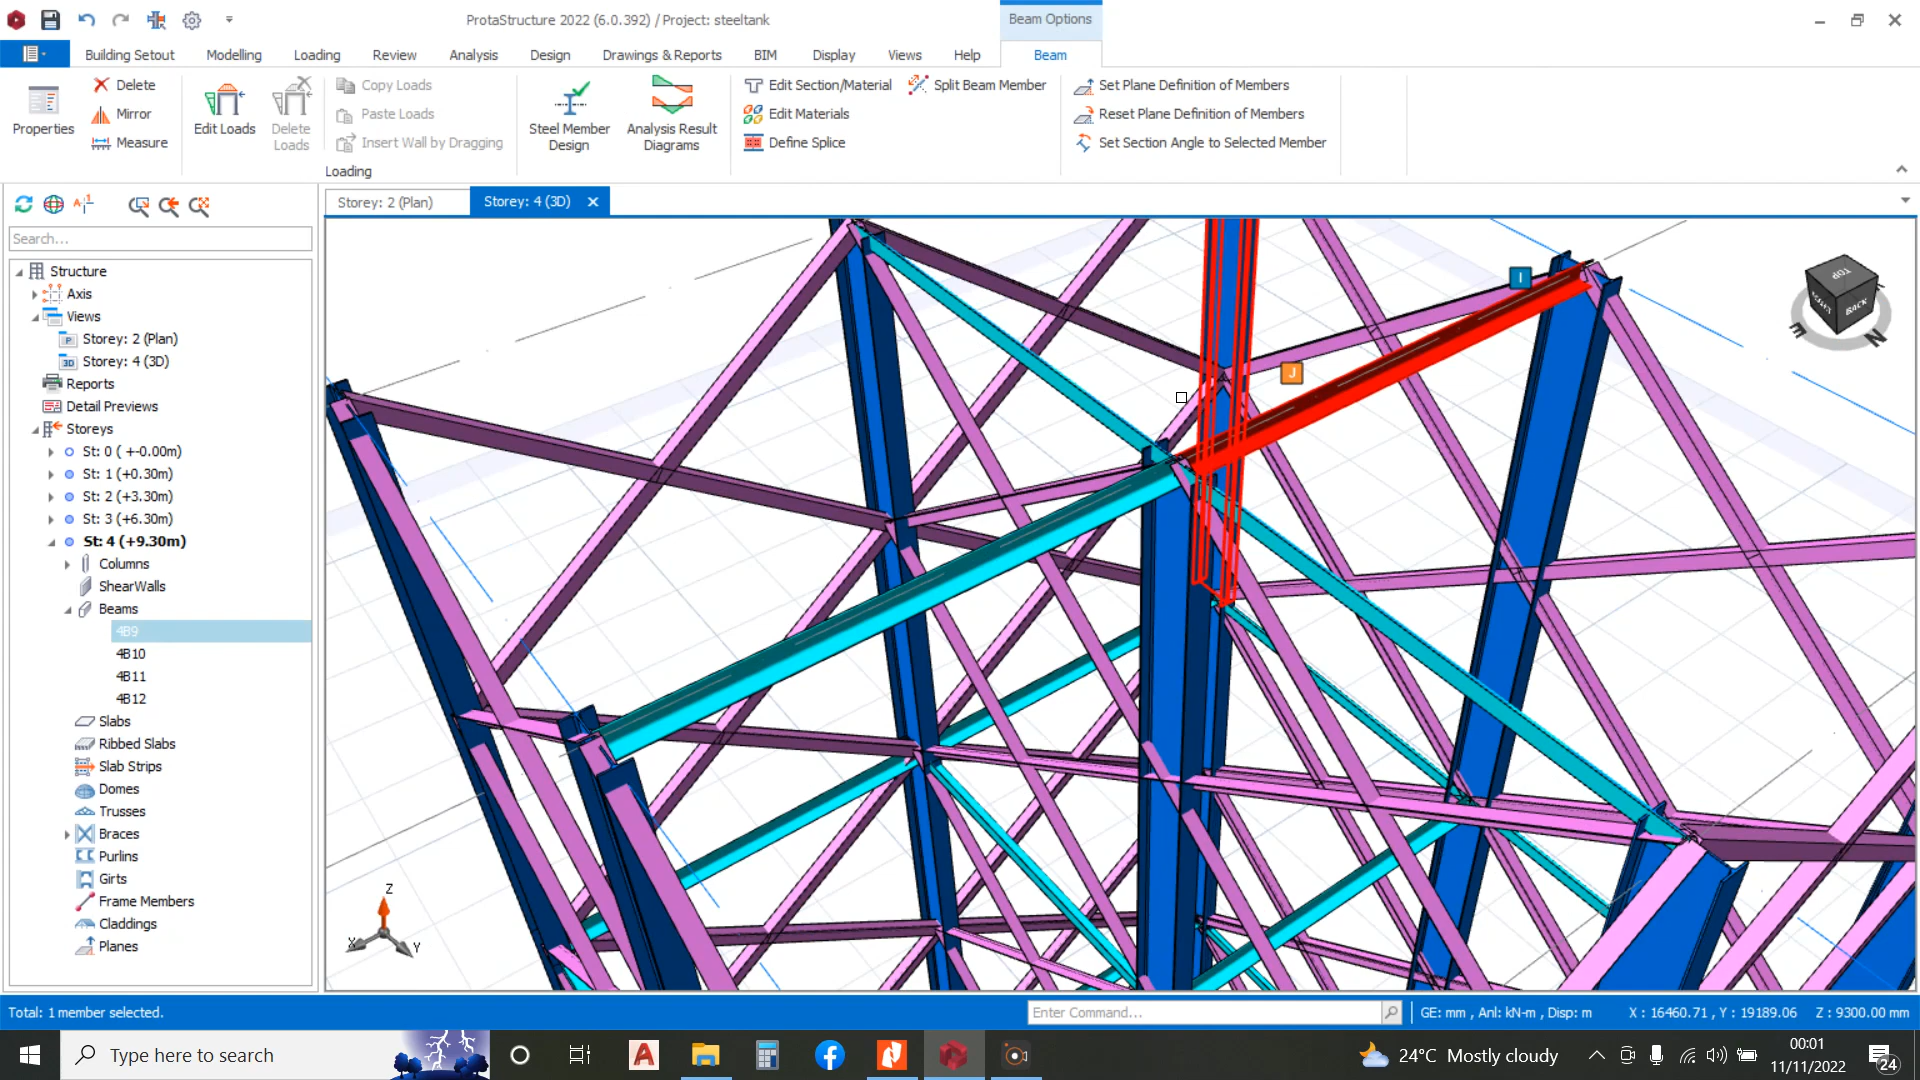 ProtaStructure 2022 (6.0.392) / Project: steeltank
Beam Options
Building Setout
Modelling
Loading
Review
Analysis
Design
Drawings & Reports
BIM
Display
Views
Help
Beam
Properties
Delete
Mirror
Measure
Edit Loads
Delete Loads
Copy Loads
Paste Loads
Insert Wall by Dragging
Loading
Steel Member Design
Analysis Result Diagrams
Edit Section/Material
Edit Materials
Define Splice
Split Beam Member
Set Plane Definition of Members
Reset Plane Definition of Members
Set Section Angle to Selected Member
Storey: 2 (Plan)
Storey: 4 (3D)
Search...
Structure
Axis
Views
Storey: 2 (Plan)
Storey: 4 (3D)
Reports
Detail Previews
Storeys
St: 0 ( +-0.00m)
St: 1 (+0.30m)
St: 2 (+3.30m)
St: 3 (+6.30m)
St: 4 (+9.30m)
Columns
ShearWalls
Beams
4B9
4B10
4B11
4B12
Slabs
Ribbed Slabs
Slab Strips
Domes
Trusses
Braces
Purlins
Girts
Frame Members
Claddings
Planes
I
J
TOP
RIGHT
BACK
E
N
Z
X
Y
Total: 1 member selected.
Enter Command...
GE: mm , Anl: kN-m , Disp: m
X : 16460.71 , Y : 19189.06
Z : 9300.00 mm
Type here to search
24°C Mostly cloudy
00:01
11/11/2022
24